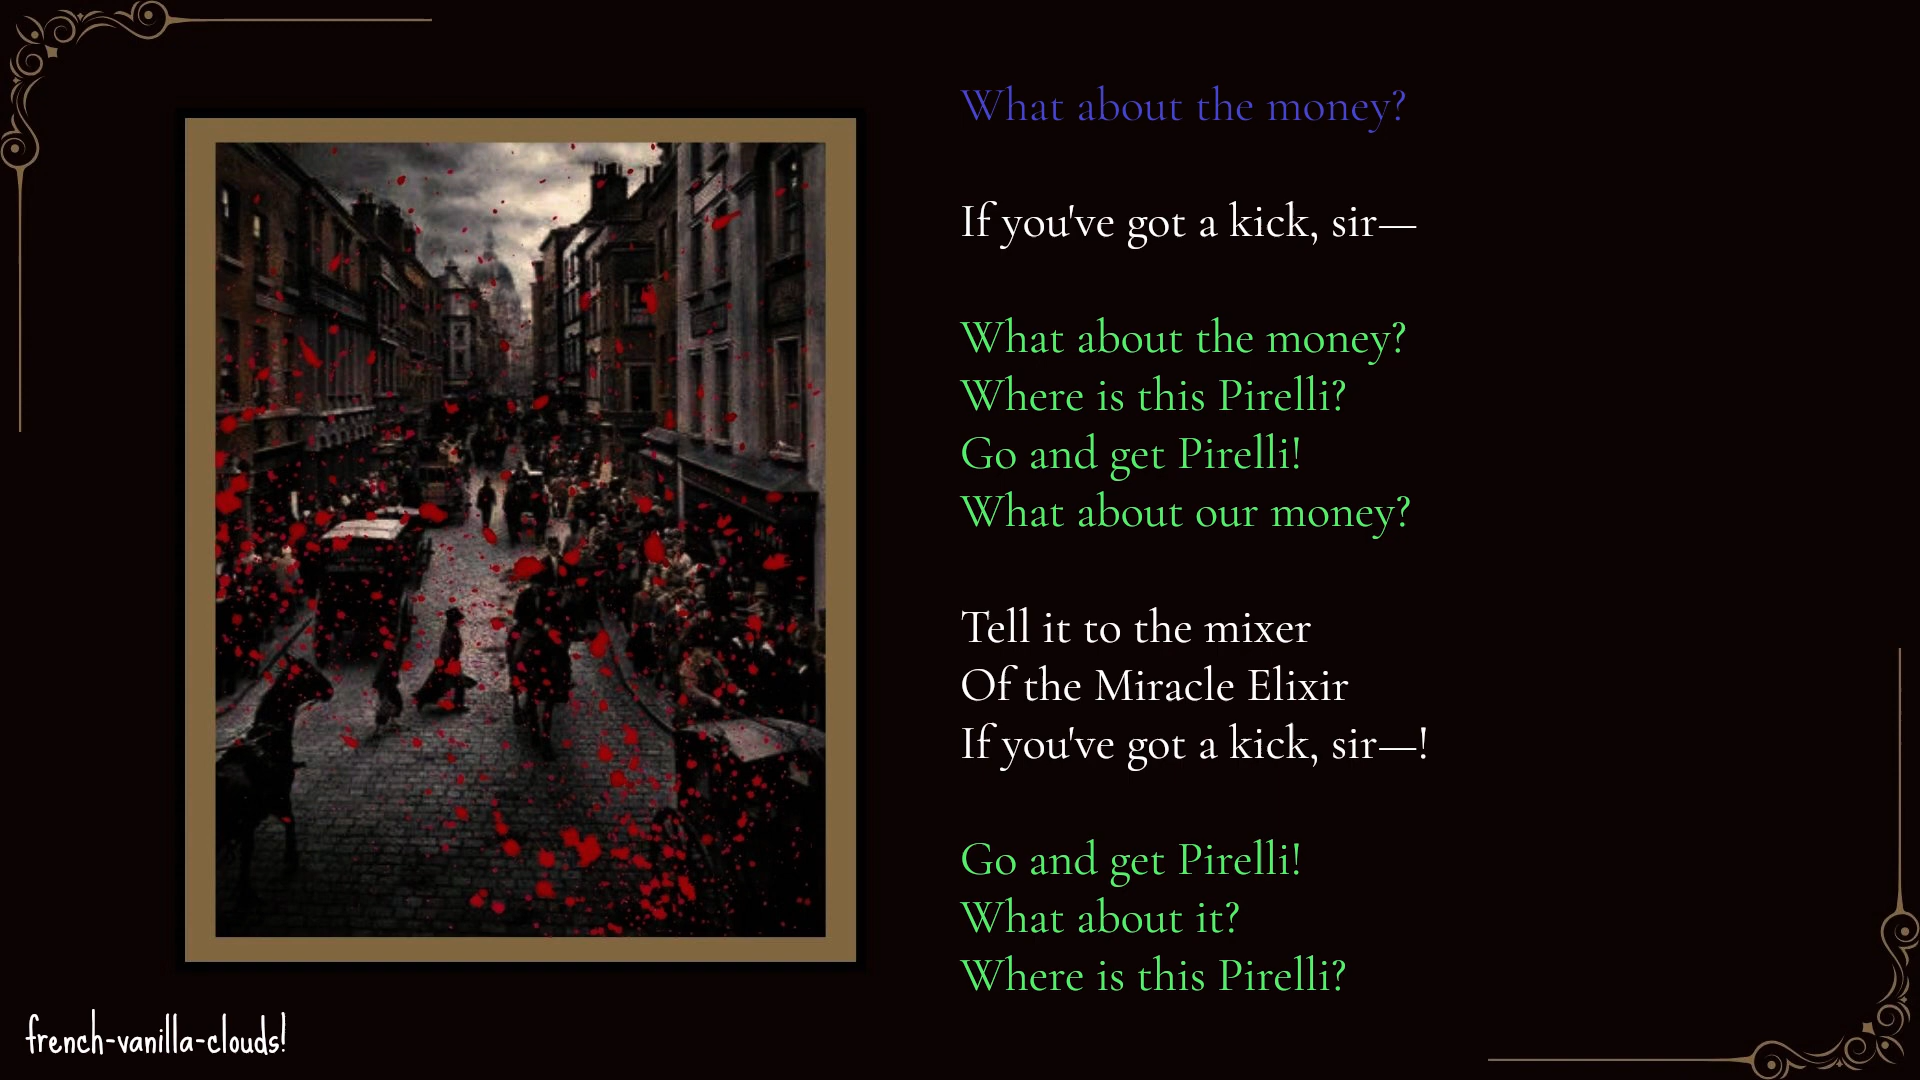 What about the money?
If you've got a kick, sir—
What about the money?
Where is this Pirelli?
Go and get Pirelli!
What about our money?
Tell it to the mixer
Of the Miracle Elixir
If you've got a kick, sir—!
Go and get Pirelli!
What about it?
Where is this Pirelli?
french-vanilla-clouds!